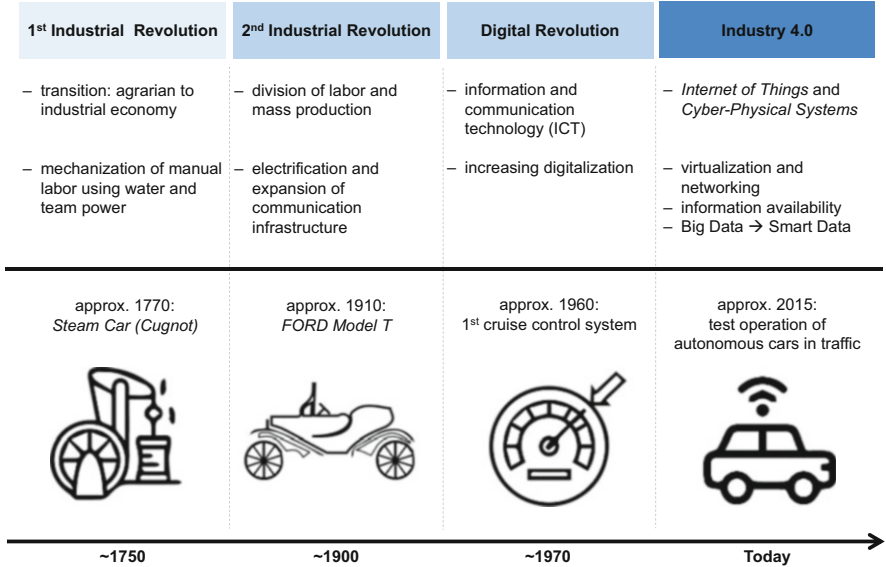 1st Industrial Revolution
2nd Industrial Revolution
Digital Revolution
Industry 4.0
– transition: agrarian to
industrial economy
– mechanization of manual
labor using water and
team power
– division of labor and
mass production
– electrification and
expansion of
communication
infrastructure
– information and
communication
technology (ICT)
– increasing digitalization
– Internet of Things and
Cyber-Physical Systems
– virtualization and
networking
– information availability
– Big Data → Smart Data
approx. 1770:
Steam Car (Cugnot)
approx. 1910:
FORD Model T
approx. 1960:
1st cruise control system
approx. 2015:
test operation of
autonomous cars in traffic
~1750
~1900
~1970
Today